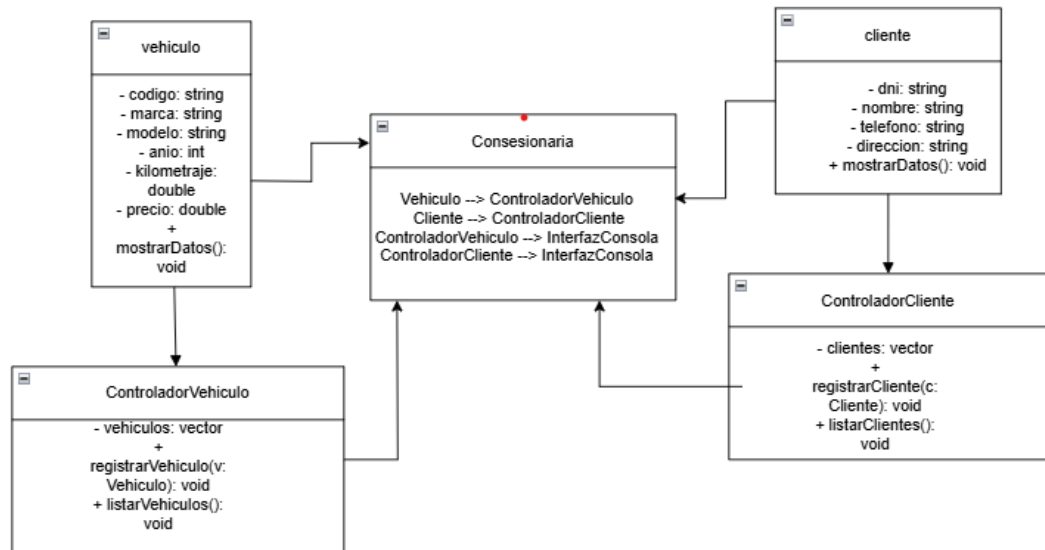 vehiculo
- codigo: string
- marca: string
- modelo: string
- anio: int
- kilometraje:
double
- precio: double
+
mostrarDatos():
void
cliente
- dni: string
- nombre: string
- telefono: string
- direccion: string
+ mostrarDatos(): void
Consesionaria
Vehiculo --> ControladorVehiculo
Cliente --> ControladorCliente
ControladorVehiculo --> InterfazConsola
ControladorCliente --> InterfazConsola
ControladorCliente
- clientes: vector
+
registrarCliente(c:
Cliente): void
+ listarClientes():
void
ControladorVehiculo
- vehiculos: vector
+
registrarVehiculo(v:
Vehiculo): void
+ listarVehiculos():
void